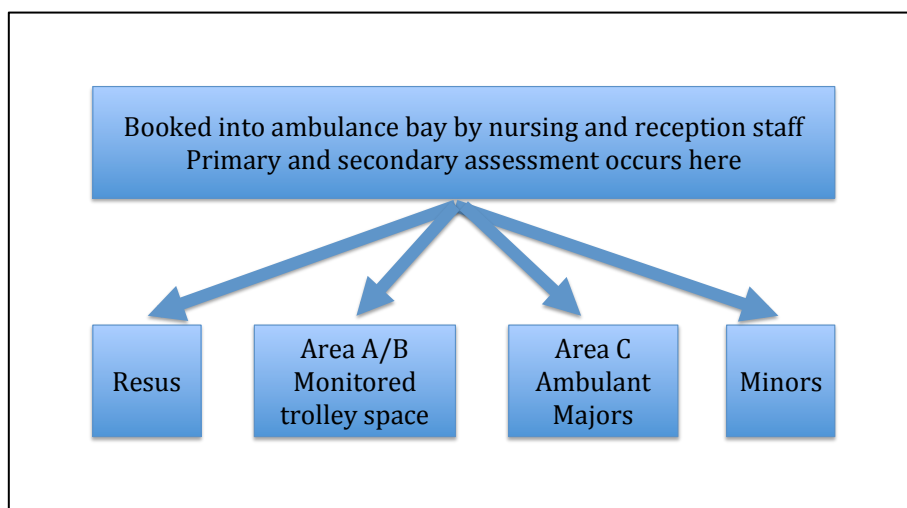 Booked into ambulance bay by nursing and reception staff
Primary and secondary assessment occurs here
Resus
Area A/B
Monitored
trolley space
Area C
Ambulant
Majors
Minors